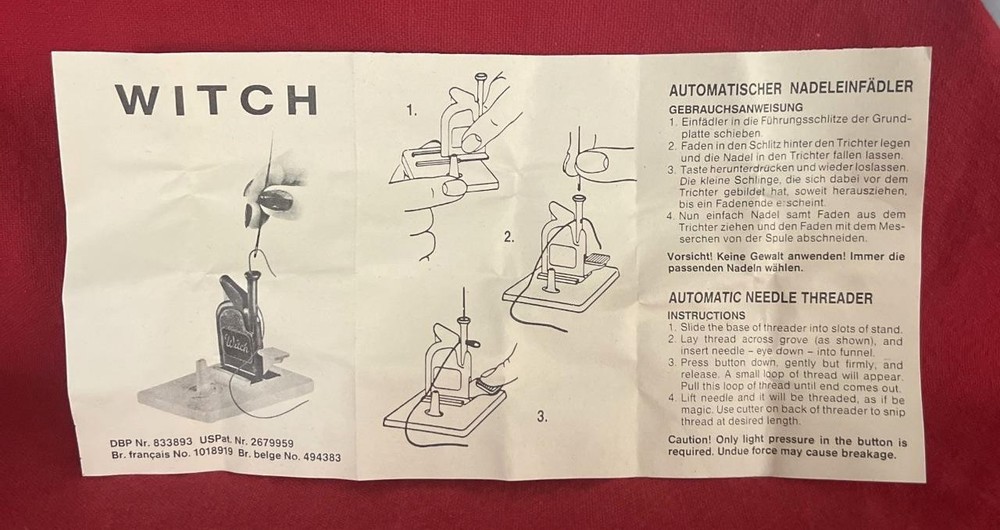 WITCH
Witch
DBP Nr. 833893 USPat. Nr. 2679959
Br. français No. 1018919 Br. belge No. 494383
1.
2.
3.
AUTOMATISCHER NADELEINFÄDLER
GEBRAUCHSANWEISUNG
1. Einfädler in die Führungsschlitze der Grund-
platte schieben.
2. Faden in den Schlitz hinter den Trichter legen
und die Nadel in den Trichter fallen lassen.
3. Taste herunterdrücken und wieder loslassen.
Die kleine Schlinge, die sich dabei vor dem
Trichter gebildet hat, soweit herausziehen,
bis ein Fadenende erscheint.
4. Nun einfach Nadel samt Faden aus dem
Trichter ziehen und den Faden mit dem Mes-
serchen von der Spule abschneiden.
Vorsicht! Keine Gewalt anwenden! Immer die
passenden Nadeln wählen.
AUTOMATIC NEEDLE THREADER
INSTRUCTIONS
1. Slide the base of threader into slots of stand.
2. Lay thread across grove (as shown), and
insert needle – eye down – into funnel.
3. Press button down, gently but firmly, and
release. A small loop of thread will appear.
Pull this loop of thread until end comes out.
4. Lift needle and it will be threaded, as if be
magic. Use cutter on back of threader to snip
thread at desired length.
Caution! Only light pressure in the button is
required. Undue force may cause breakage.